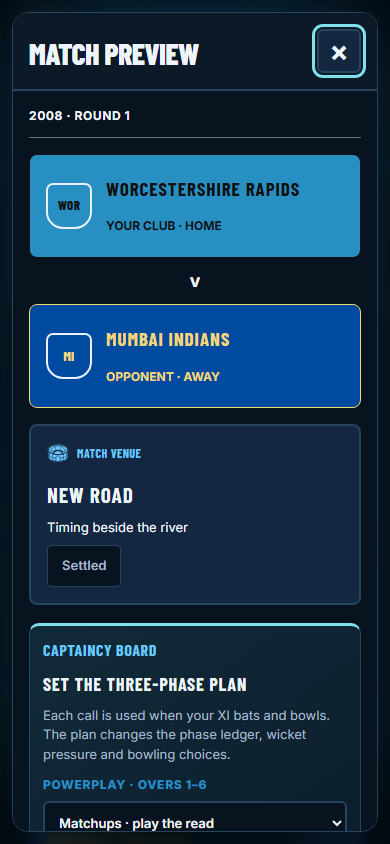 MATCH PREVIEW
×
2008 · ROUND 1
WOR
WORCESTERSHIRE RAPIDS
YOUR CLUB · HOME
V
MI
MUMBAI INDIANS
OPPONENT · AWAY
MATCH VENUE
NEW ROAD
Timing beside the river
Settled
CAPTAINCY BOARD
SET THE THREE-PHASE PLAN
Each call is used when your XI bats and bowls.
The plan changes the phase ledger, wicket
pressure and bowling choices.
POWERPLAY · OVERS 1–6
Matchups · play the read